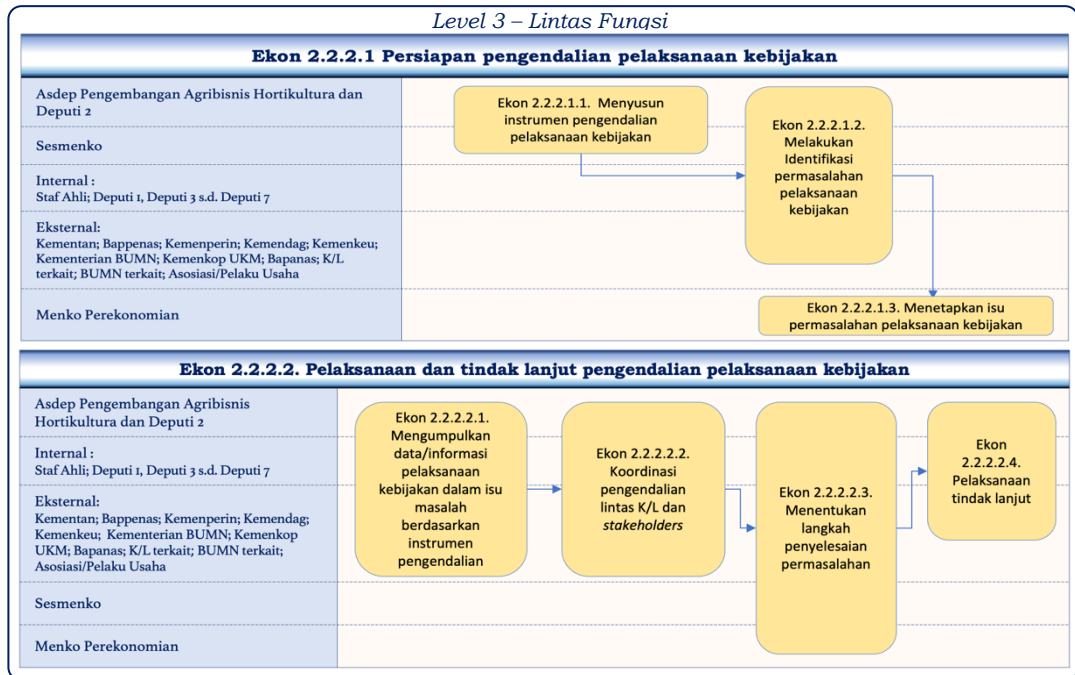 Level 3 – Lintas Fungsi
Ekon 2.2.2.1 Persiapan pengendalian pelaksanaan kebijakan
Asdep Pengembangan Agribisnis Hortikultura dan
Deputi 2
Sesmenko
Internal :
Staf Ahli; Deputi 1, Deputi 3 s.d. Deputi 7
Eksternal:
Kementan; Bappenas; Kemenperin; Kemendag; Kemenkeu;
Kementerian BUMN; Kemenkop UKM; Bapanas; K/L
terkait; BUMN terkait; Asosiasi/Pelaku Usaha
Menko Perekonomian
Ekon 2.2.2.1.1. Menyusun
instrumen pengendalian
pelaksanaan kebijakan
Ekon 2.2.2.1.2.
Melakukan
Identifikasi
permasalahan
pelaksanaan
kebijakan
Ekon 2.2.2.1.3. Menetapkan isu
permasalahan pelaksanaan kebijakan
Ekon 2.2.2.2. Pelaksanaan dan tindak lanjut pengendalian pelaksanaan kebijakan
Asdep Pengembangan Agribisnis
Hortikultura dan Deputi 2
Internal :
Staf Ahli; Deputi 1, Deputi 3 s.d. Deputi 7
Eksternal:
Kementan; Bappenas; Kemenperin; Kemendag;
Kemenkeu; Kementerian BUMN; Kemenkop
UKM; Bapanas; K/L terkait; BUMN terkait;
Asosiasi/Pelaku Usaha
Sesmenko
Menko Perekonomian
Ekon 2.2.2.2.1.
Mengumpulkan
data/informasi
pelaksanaan
kebijakan dalam isu
masalah
berdasarkan
instrumen
pengendalian
Ekon 2.2.2.2.2.
Koordinasi
pengendalian
lintas K/L dan
stakeholders
Ekon 2.2.2.2.3.
Menentukan
langkah
penyelesaian
permasalahan
Ekon
2.2.2.2.4.
Pelaksanaan
tindak lanjut